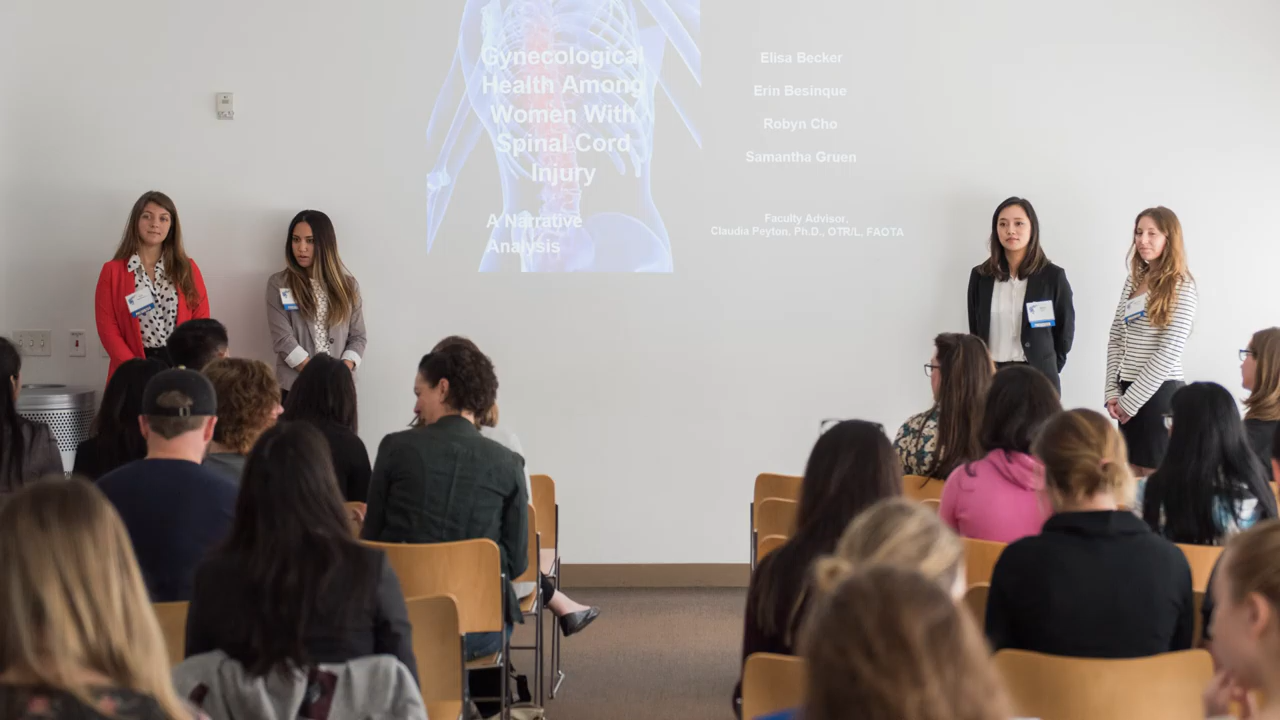 Gynecological
Health Among
Women With
Spinal Cord
Injury
A Narrative
Analysis
Elisa Becker
Erin Besinque
Robyn Cho
Samantha Gruen
Faculty Advisor,
Claudia Peyton, Ph.D., OTR/L, FAOTA